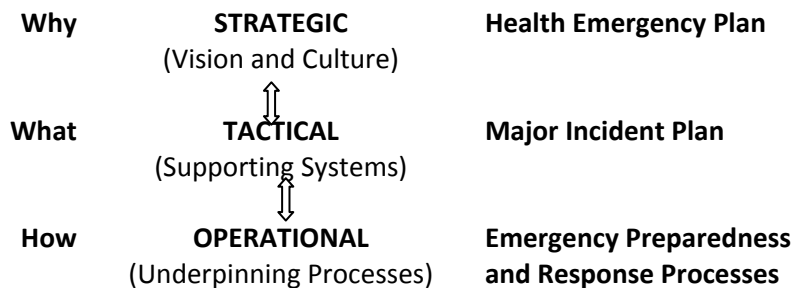 Why STRATEGIC Health Emergency Plan
(Vision and Culture)
What TACTICAL Major Incident Plan
(Supporting Systems)
How OPERATIONAL Emergency Preparedness
(Underpinning Processes) and Response Processes